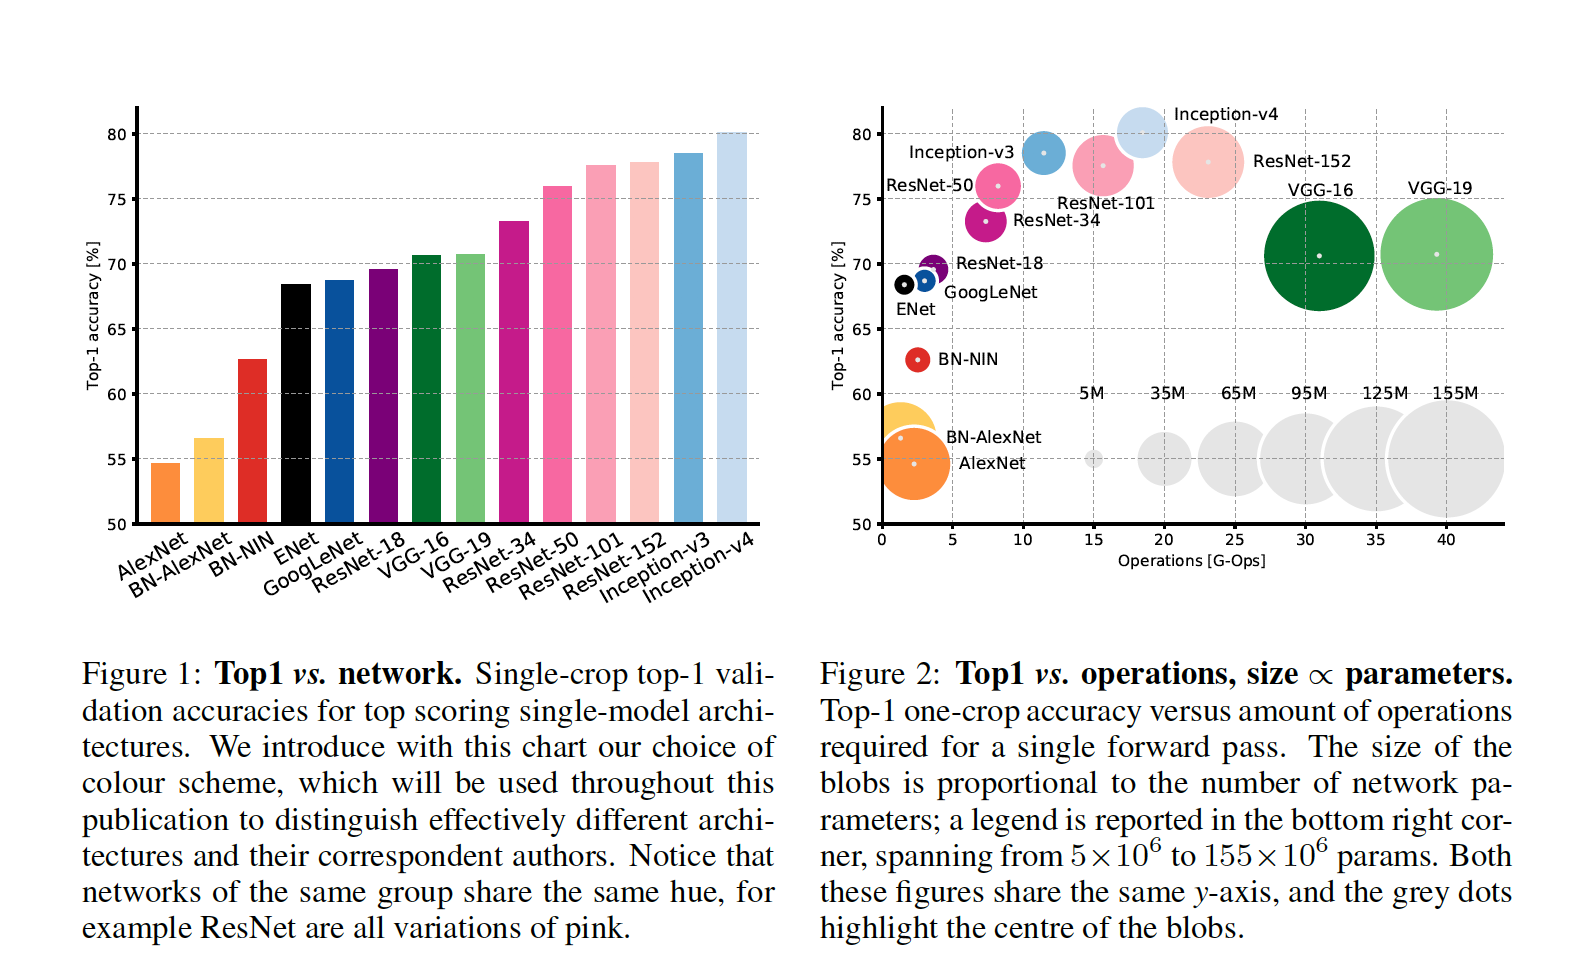 80
75
70
65
60
55
50
Top-1 accuracy [%]
AlexNet
BN-AlexNet
BN-NIN
ENet
GoogLeNet
ResNet-18
VGG-16
VGG-19
ResNet-34
ResNet-50
ResNet-101
ResNet-152
Inception-v3
Inception-v4
80
75
70
65
60
55
50
Top-1 accuracy [%]
Inception-v4
Inception-v3
ResNet-152
ResNet-50
VGG-16
VGG-19
ResNet-101
ResNet-34
ResNet-18
GoogLeNet
ENet
BN-NIN
5M 35M 65M 95M 125M 155M
BN-AlexNet
AlexNet
0 5 10 15 20 25 30 35 40
Operations [G-Ops]
Figure 1: Top1 vs. network. Single-crop top-1 vali-
dation accuracies for top scoring single-model archi-
tectures. We introduce with this chart our choice of
colour scheme, which will be used throughout this
publication to distinguish effectively different archi-
tectures and their correspondent authors. Notice that
networks of the same group share the same hue, for
example ResNet are all variations of pink.
Figure 2: Top1 vs. operations, size ∝ parameters.
Top-1 one-crop accuracy versus amount of operations
required for a single forward pass. The size of the
blobs is proportional to the number of network pa-
rameters; a legend is reported in the bottom right cor-
ner, spanning from 5×10⁶ to 155×10⁶ params. Both
these figures share the same y-axis, and the grey dots
highlight the centre of the blobs.